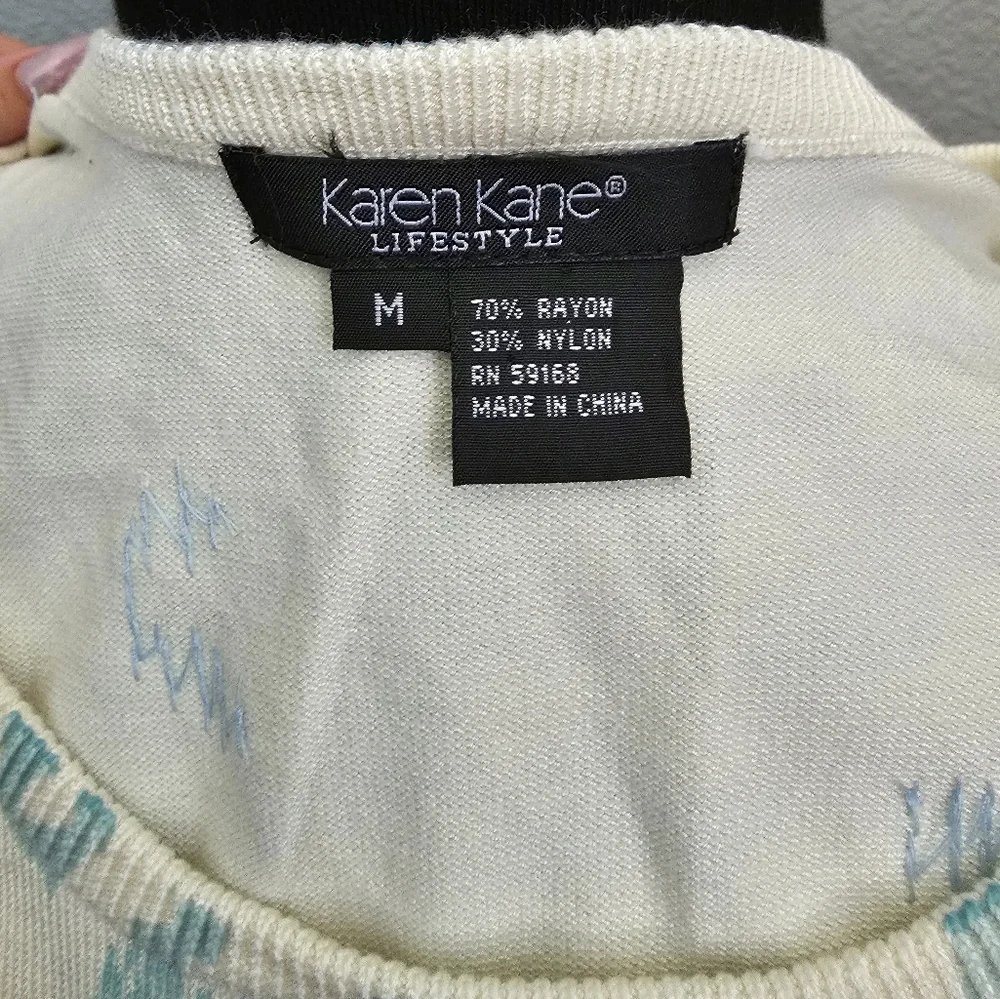 Karen Kane®
LIFESTYLE
M
70% RAYON
30% NYLON
RN 59168
MADE IN CHINA